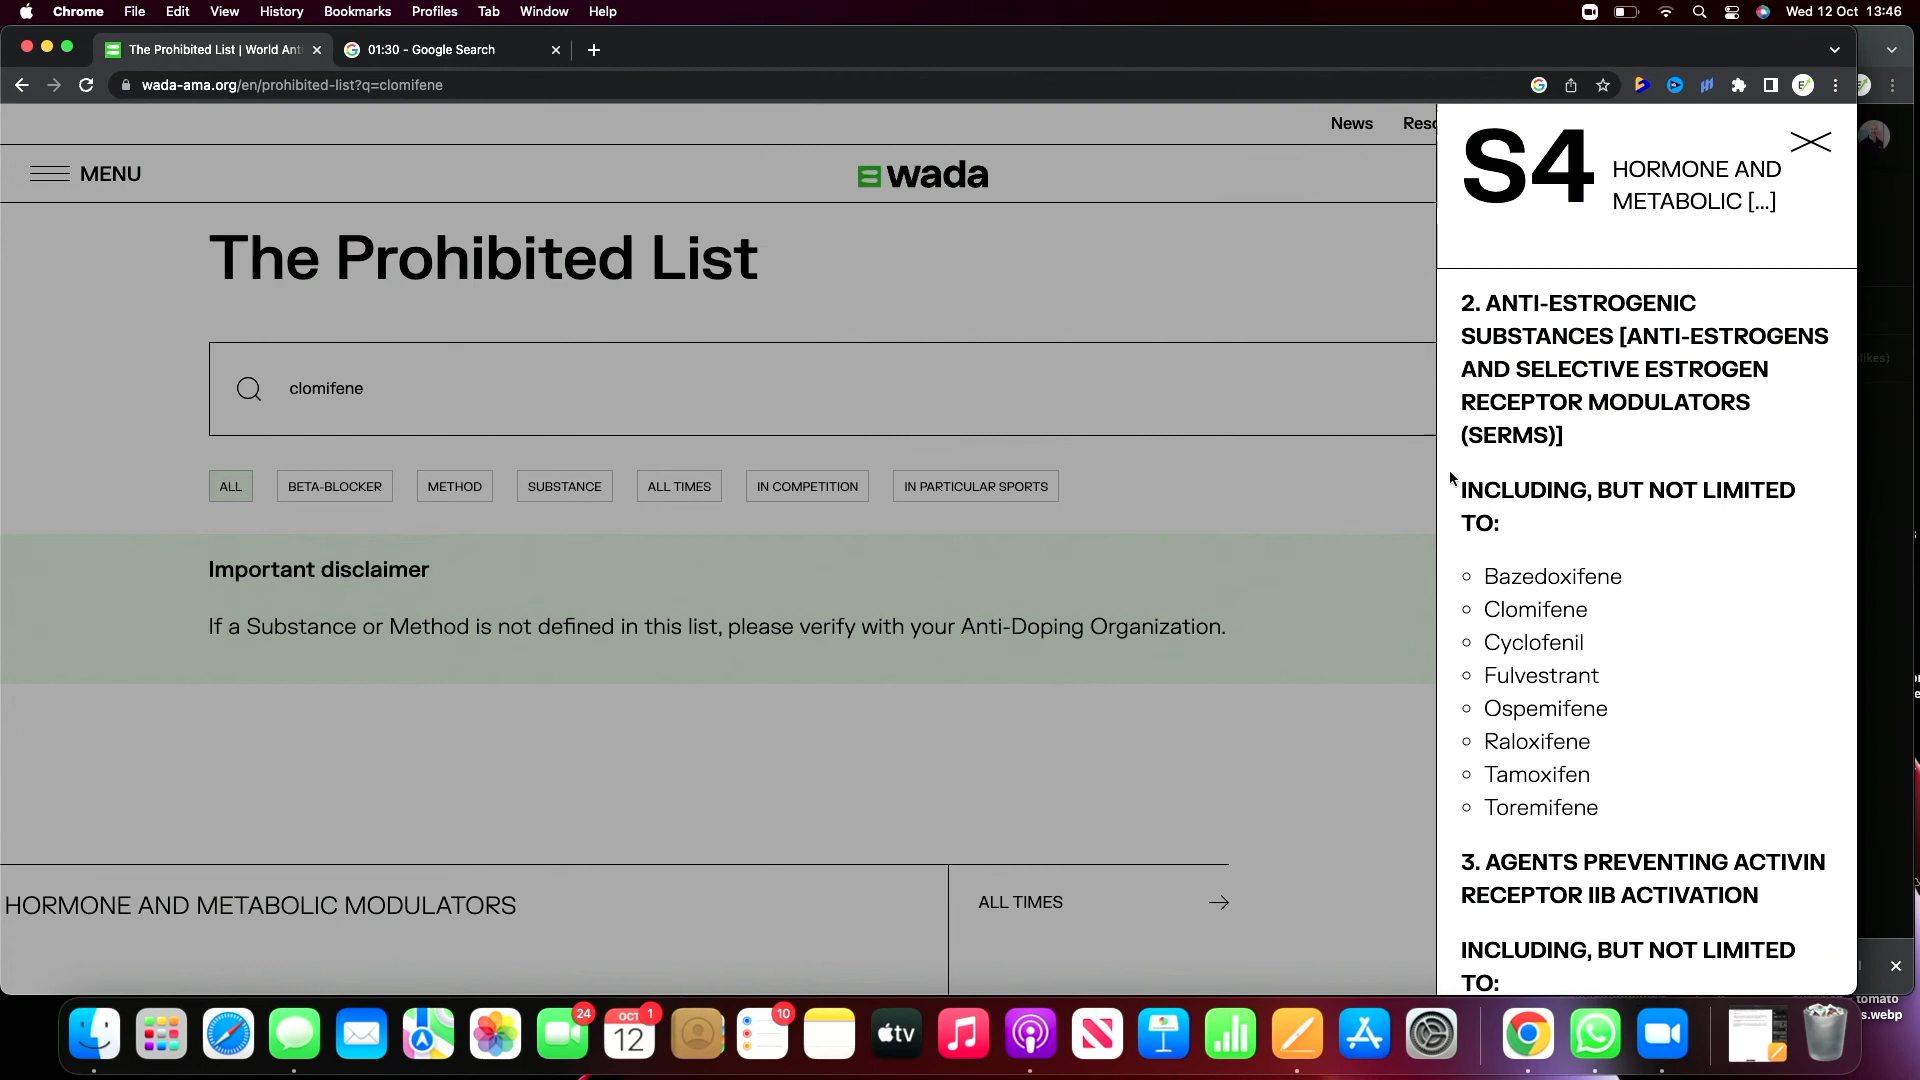 Chrome File Edit View History Bookmarks Profiles Tab Window Help
Wed 12 Oct 13:46
The Prohibited List | World Anti
01:30 - Google Search
wada-ama.org/en/prohibited-list?q=clomifene
News
MENU
wada
The Prohibited List
clomifene
ALL
BETA-BLOCKER
METHOD
SUBSTANCE
ALL TIMES
IN COMPETITION
IN PARTICULAR SPORTS
Important disclaimer
If a Substance or Method is not defined in this list, please verify with your Anti-Doping Organization.
HORMONE AND METABOLIC MODULATORS
ALL TIMES
S4
HORMONE AND
METABOLIC [...]
2. ANTI-ESTROGENIC
SUBSTANCES [ANTI-ESTROGENS
AND SELECTIVE ESTROGEN
RECEPTOR MODULATORS
(SERMS)]
INCLUDING, BUT NOT LIMITED
TO:
Bazedoxifene
Clomifene
Cyclofenil
Fulvestrant
Ospemifene
Raloxifene
Tamoxifen
Toremifene
3. AGENTS PREVENTING ACTIVIN
RECEPTOR IIB ACTIVATION
INCLUDING, BUT NOT LIMITED
TO:
likes)
tomato
s.webp
24
OCT
12
1
10
tv